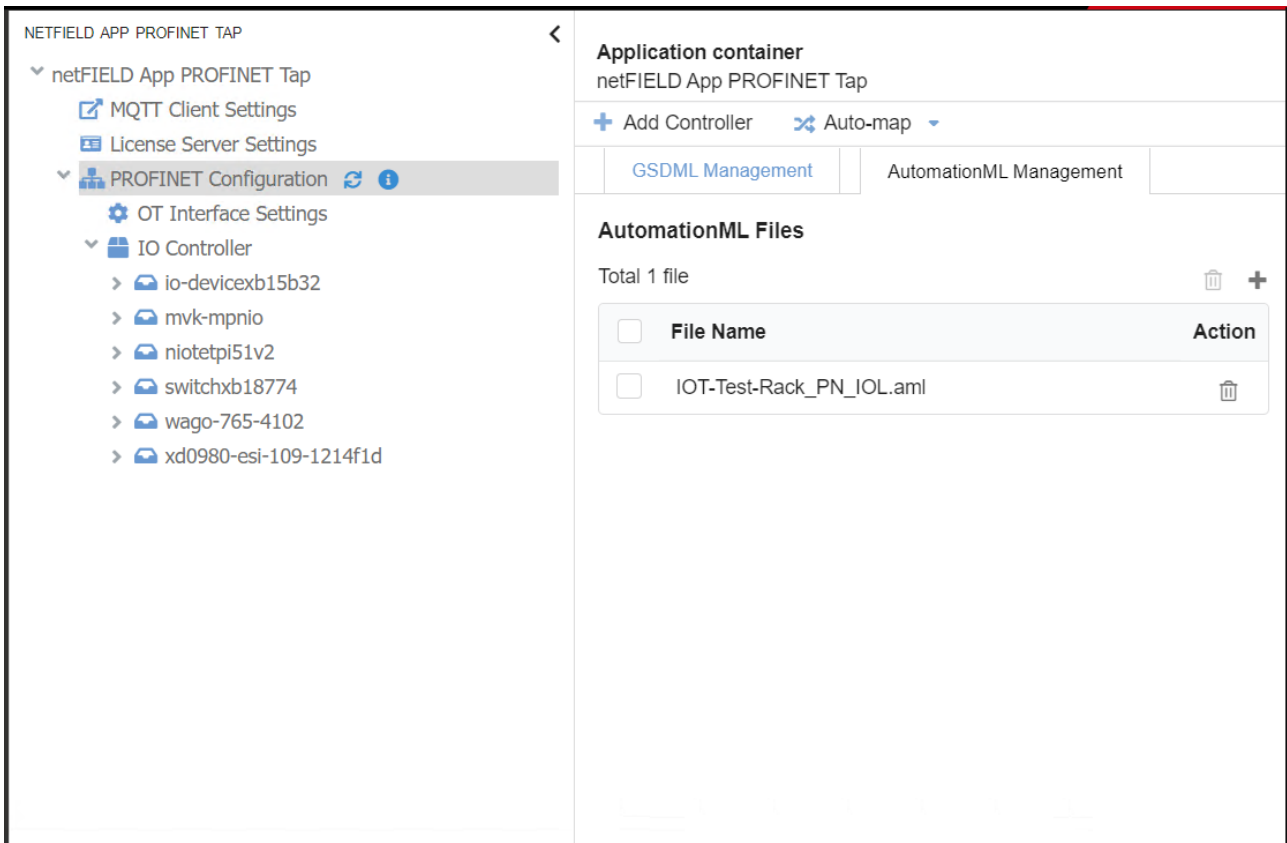 NETFIELD APP PROFINET TAP
netFIELD App PROFINET Tap
MQTT Client Settings
License Server Settings
PROFINET Configuration
OT Interface Settings
IO Controller
io-devicexb15b32
mvk-mpnio
niotetpi51v2
switchxb18774
wago-765-4102
xd0980-esi-109-1214f1d
Application container
netFIELD App PROFINET Tap
Add Controller Auto-map
GSDML Management AutomationML Management
AutomationML Files
Total 1 file
File Name Action
IOT-Test-Rack_PN_IOL.aml